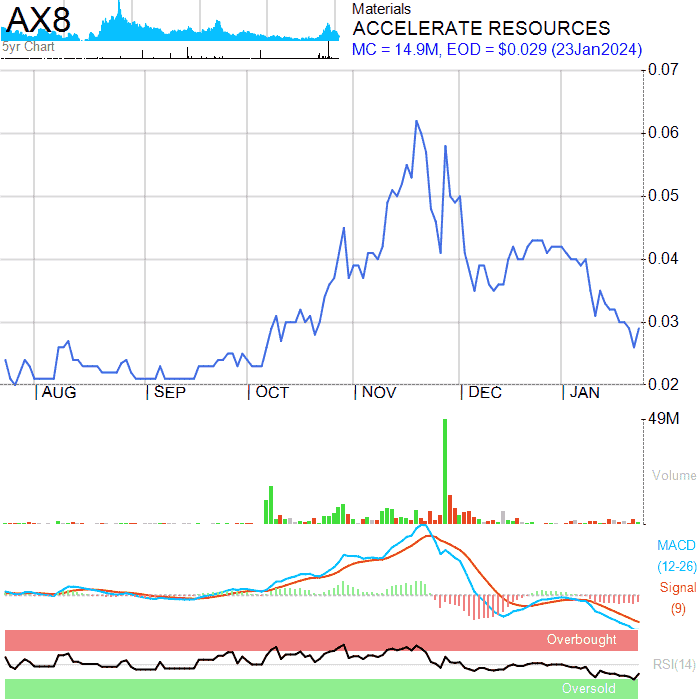 AX8
5yr Chart
Materials
ACCELERATE RESOURCES
MC = 14.9M, EOD = $0.029 (23Jan2024)
0.07
0.06
0.05
0.04
0.03
0.02
AUG SEP OCT NOV DEC JAN
49M
Volume
MACD
(12-26)
Signal
(9)
Overbought
RSI(14)
Oversold